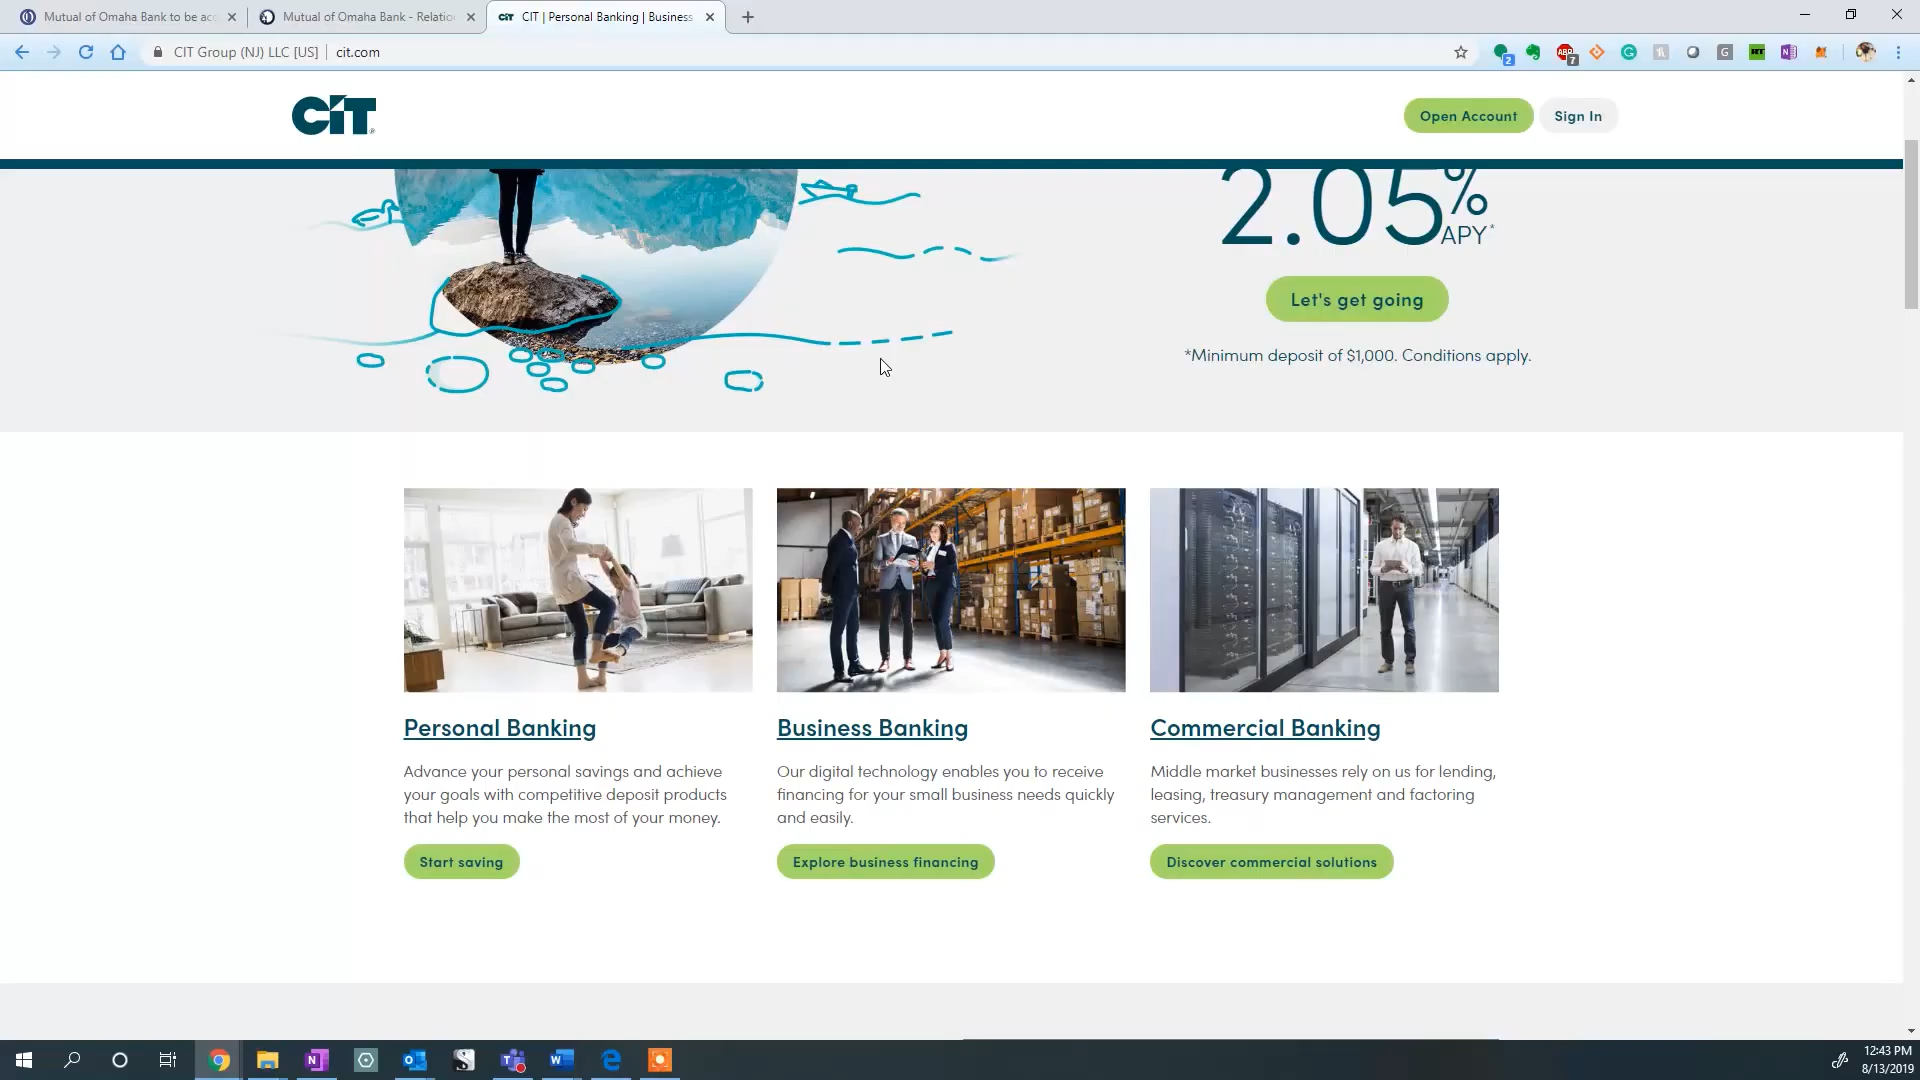 Mutual of Omaha Bank to be acc
Mutual of Omaha Bank - Relatio
CIT | Personal Banking | Business
CIT Group (NJ) LLC [US]
cit.com
CIT
Open Account
Sign In
2.05%
APY*
Let's get going
*Minimum deposit of $1,000. Conditions apply.
Personal Banking
Advance your personal savings and achieve
your goals with competitive deposit products
that help you make the most of your money.
Start saving
Business Banking
Our digital technology enables you to receive
financing for your small business needs quickly
and easily.
Explore business financing
Commercial Banking
Middle market businesses rely on us for lending,
leasing, treasury management and factoring
services.
Discover commercial solutions
12:43 PM
8/13/2019